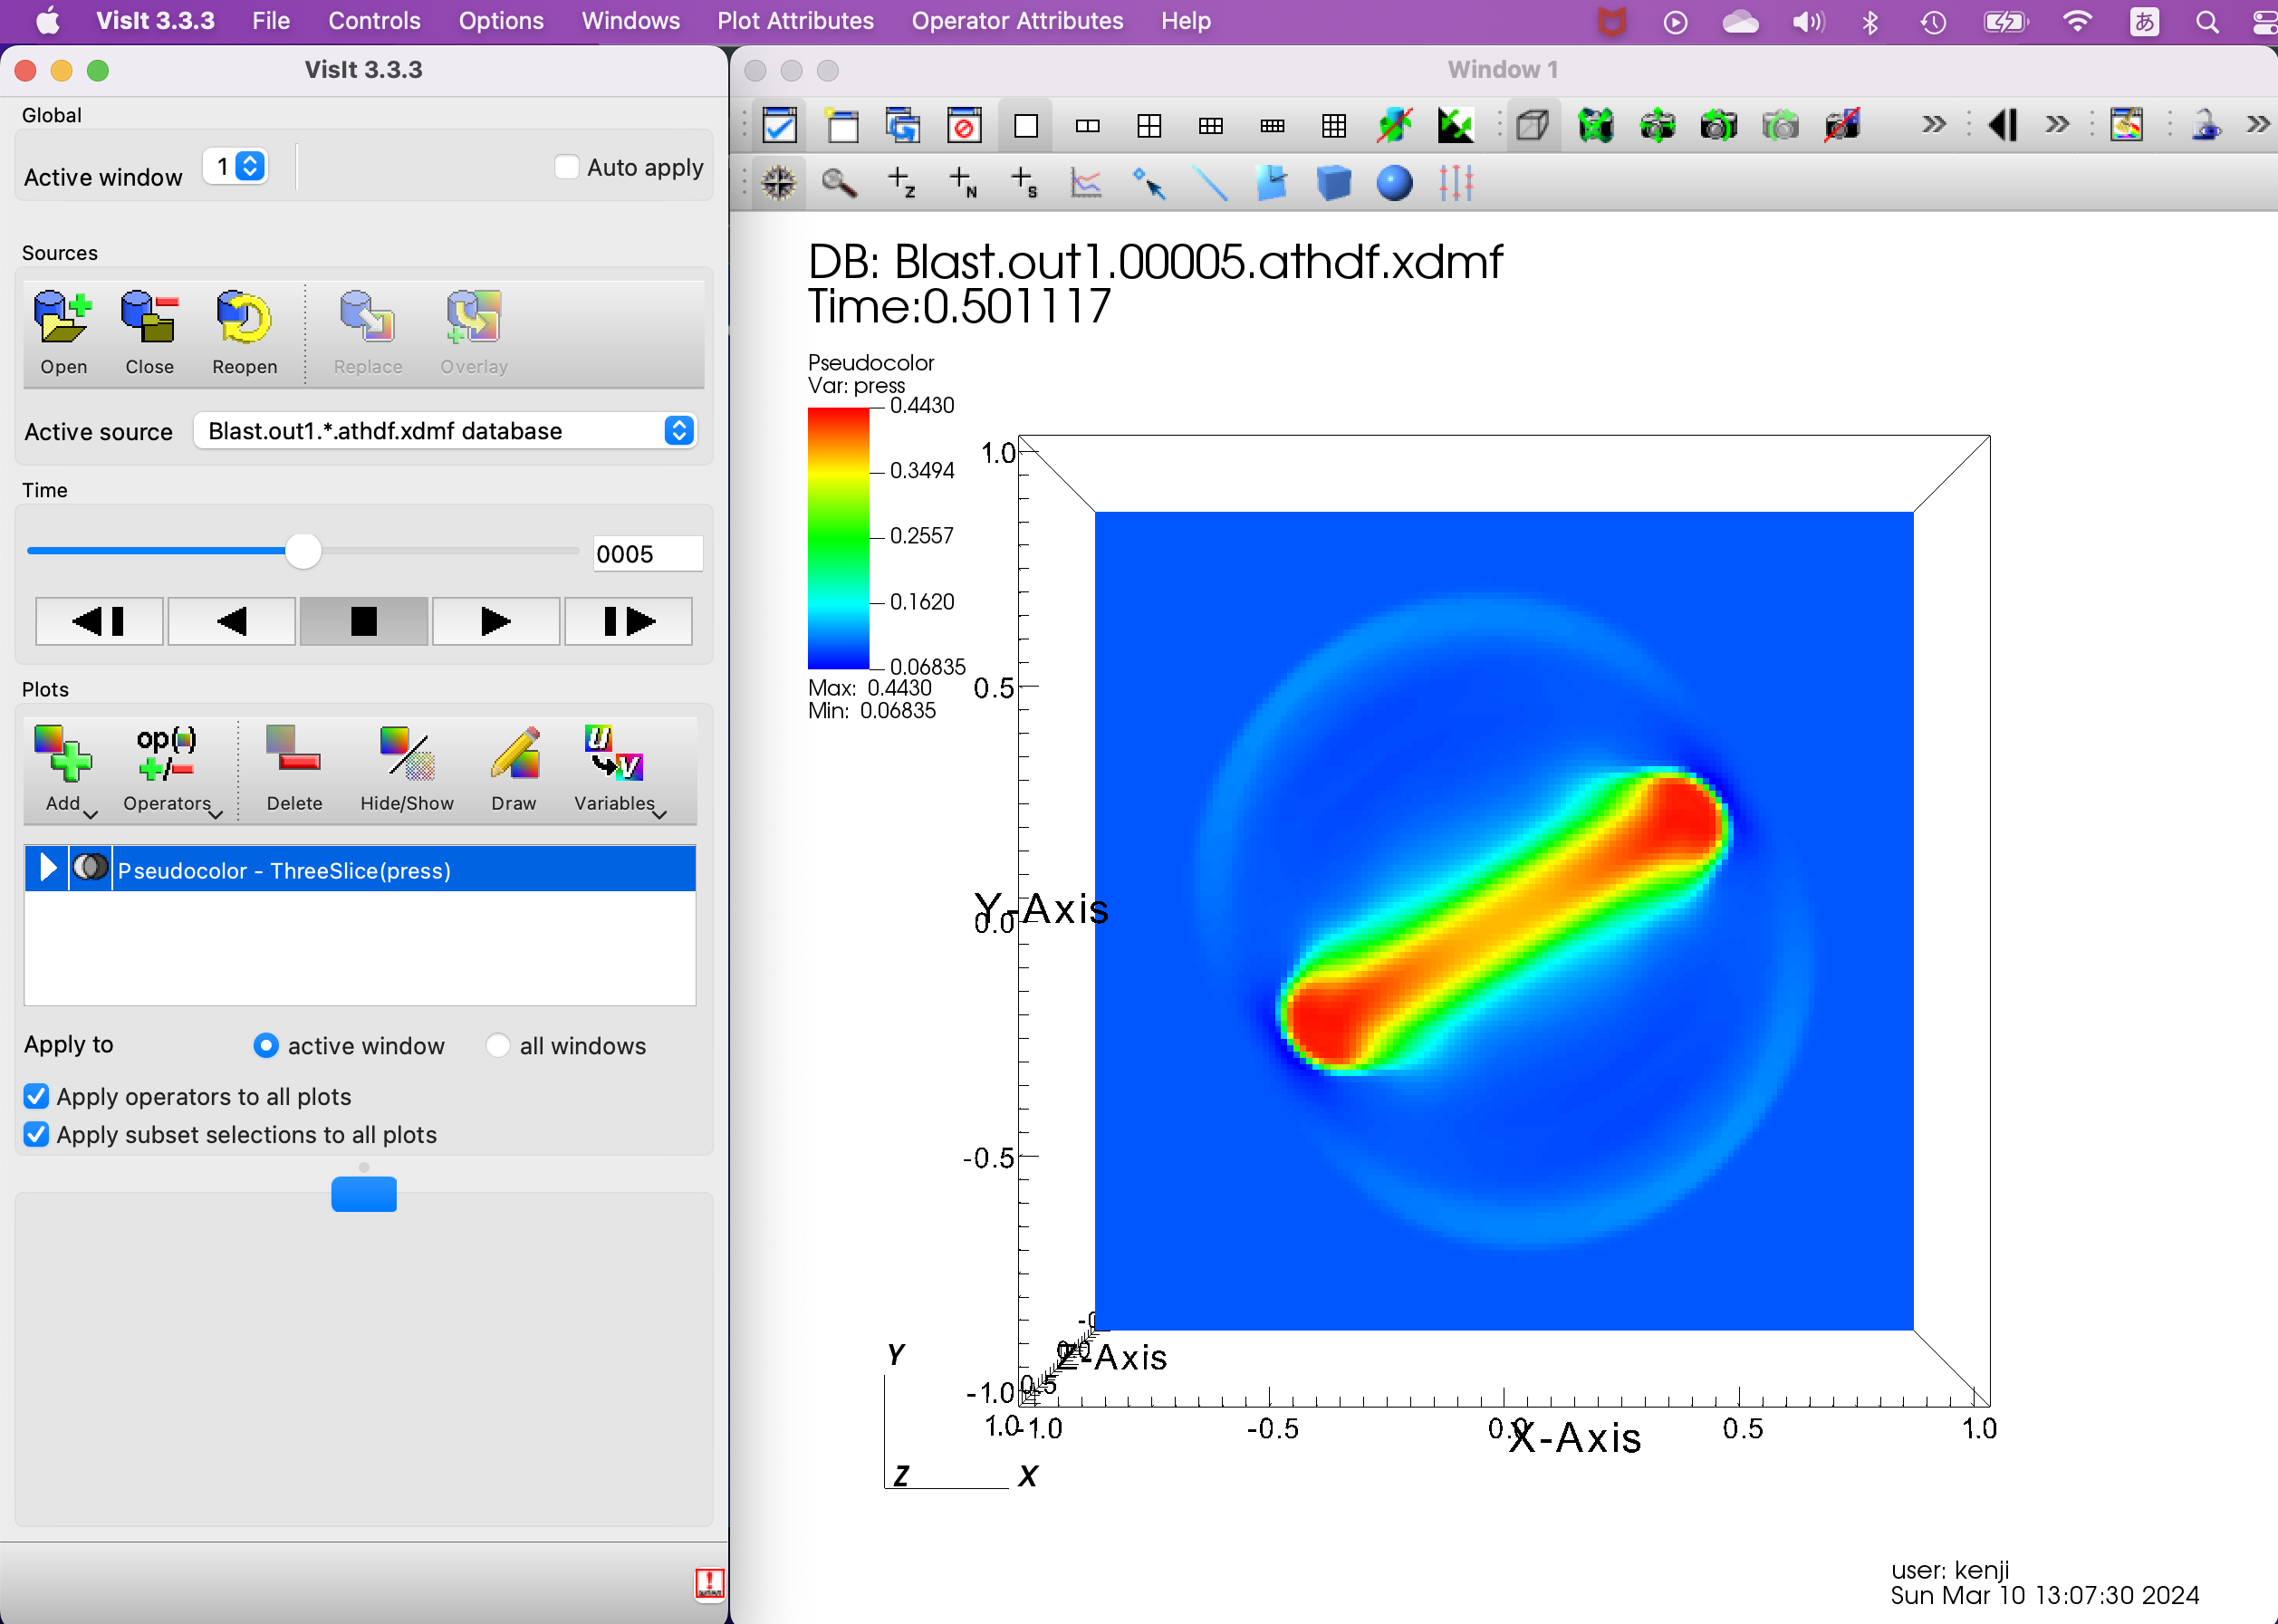 VisIt 3.3.3 File Controls Options Windows Plot Attributes Operator Attributes Help あ
VisIt 3.3.3
Global
Active window 1 Auto apply
Sources
Open Close Reopen Replace Overlay
Active source Blast.out1.*.athdf.xdmf database
Time
0005
Plots
op( )
Add Operators Delete Hide/Show Draw Variables
Pseudocolor - ThreeSlice(press)
Apply to active window all windows
Apply operators to all plots
Apply subset selections to all plots
Window 1
Z N S
DB: Blast.out1.00005.athdf.xdmf
Time:0.501117
Pseudocolor
Var: press
0.4430
0.3494
0.2557
0.1620
0.06835
Max: 0.4430
Min: 0.06835
1.0
0.5
Y-Axis
0.0
-0.5
-1.0
Z-Axis
0.5
1.0 -1.0 -0.5 0.0 0.5 1.0
X-Axis
Y
Z X
user: kenji
Sun Mar 10 13:07:30 2024